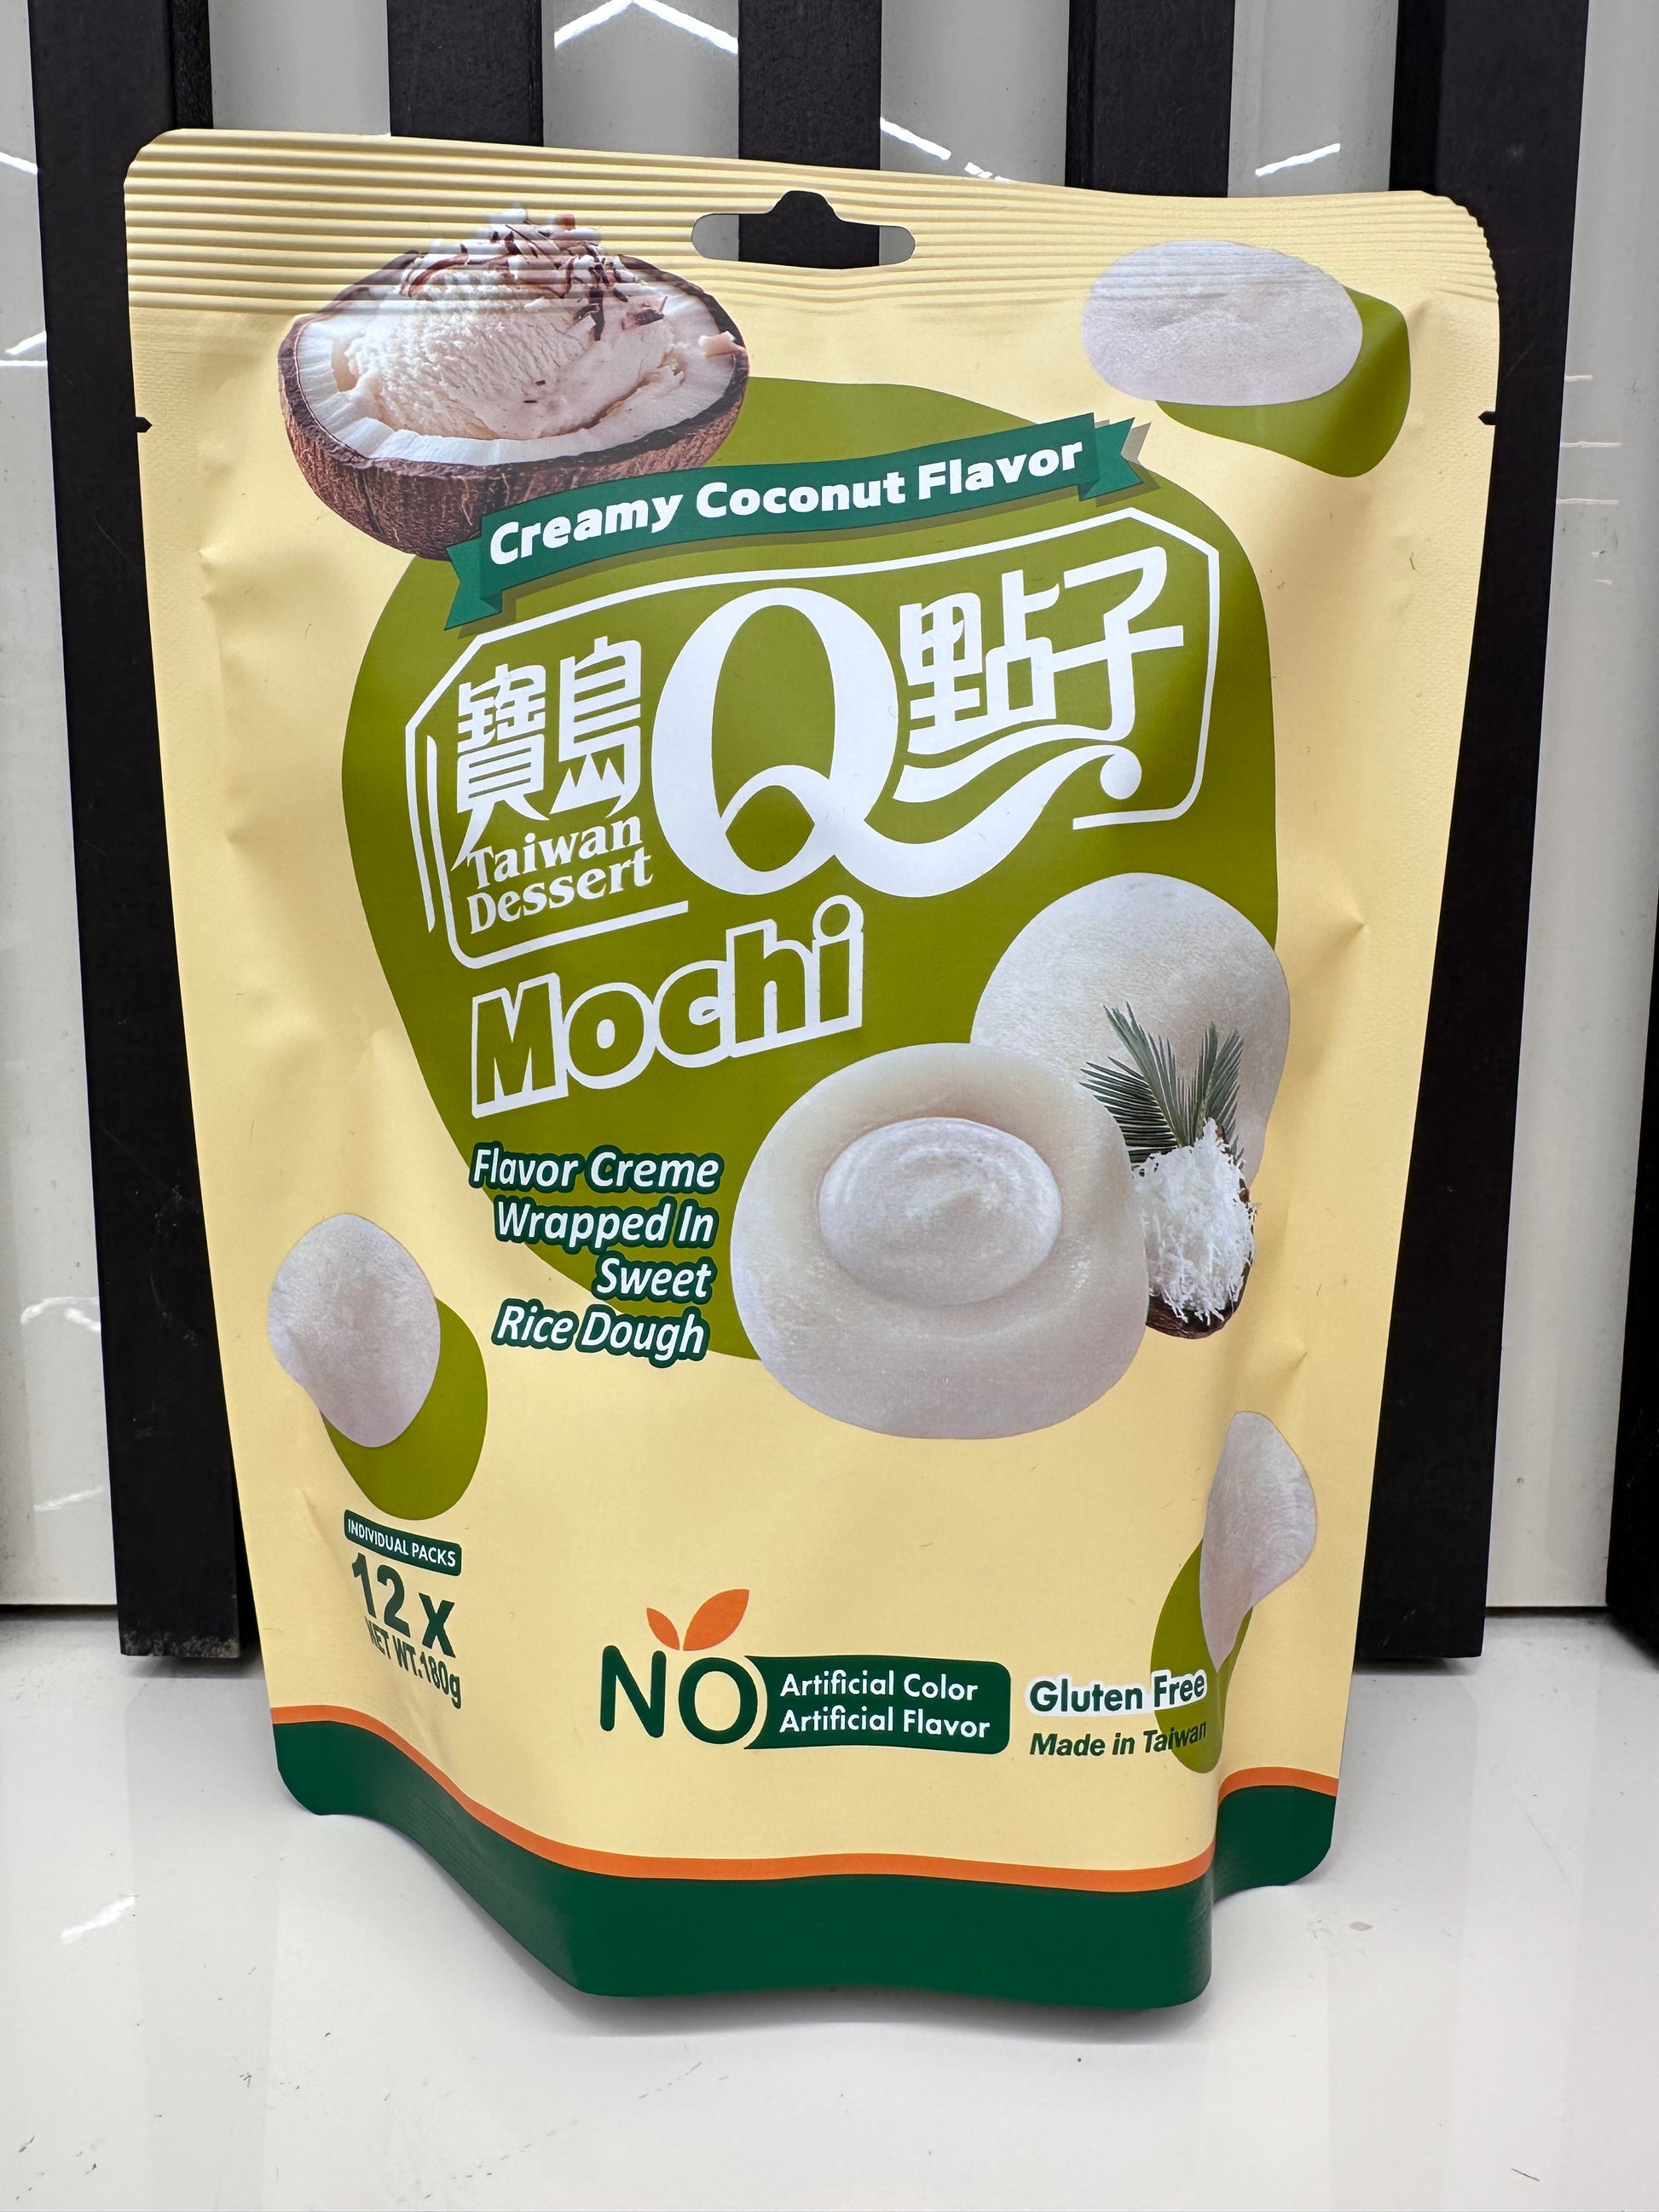 Creamy Coconut Flavor
寶島Q點子
Taiwan
Dessert
Mochi
Flavor Creme
Wrapped In
Sweet
Rice Dough
INDIVIDUAL PACKS
12 X
NET WT.180g
NO
Artificial Color
Artificial Flavor
Gluten Free
Made in Taiwan